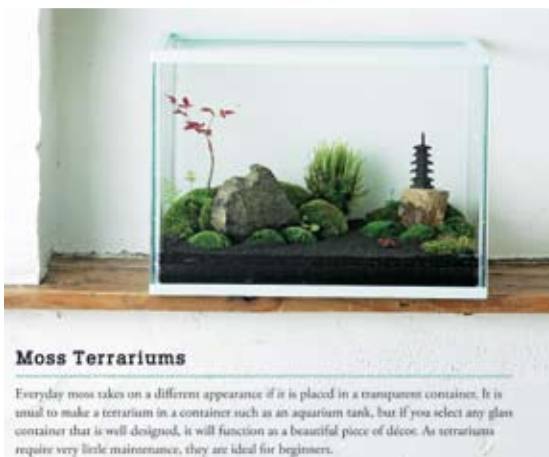 Moss Terrariums
Everyday moss takes on a different appearance if it is placed in a transparent container. It is
usual to make a terrarium in a container such as an aquarium tank, but if you select any glass
container that is well designed, it will function as a beautiful piece of décor. As terrariums
require very little maintenance, they are ideal for beginners.